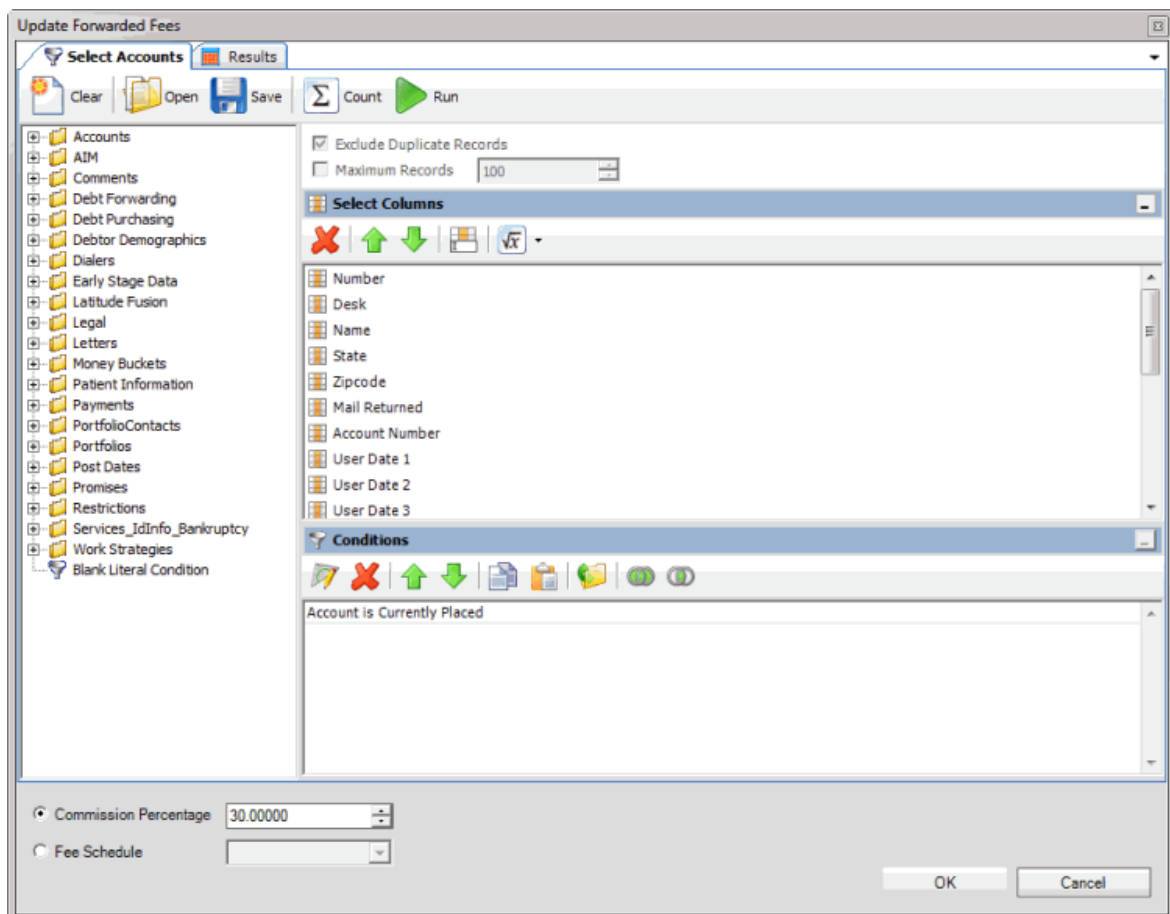 Update Forwarded Fees
Select Accounts Results
Clear Open Save Σ Count Run
Accounts
AIM
Comments
Debt Forwarding
Debt Purchasing
Debtor Demographics
Dialers
Early Stage Data
Latitude Fusion
Legal
Letters
Money Buckets
Patient Information
Payments
PortfolioContacts
Portfolios
Post Dates
Promises
Restrictions
Services_IdInfo_Bankruptcy
Work Strategies
Blank Literal Condition
Exclude Duplicate Records
Maximum Records 100
Select Columns
√x
Number
Desk
Name
State
Zipcode
Mail Returned
Account Number
User Date 1
User Date 2
User Date 3
Conditions
Account is Currently Placed
Commission Percentage 30.00000
Fee Schedule
OK Cancel